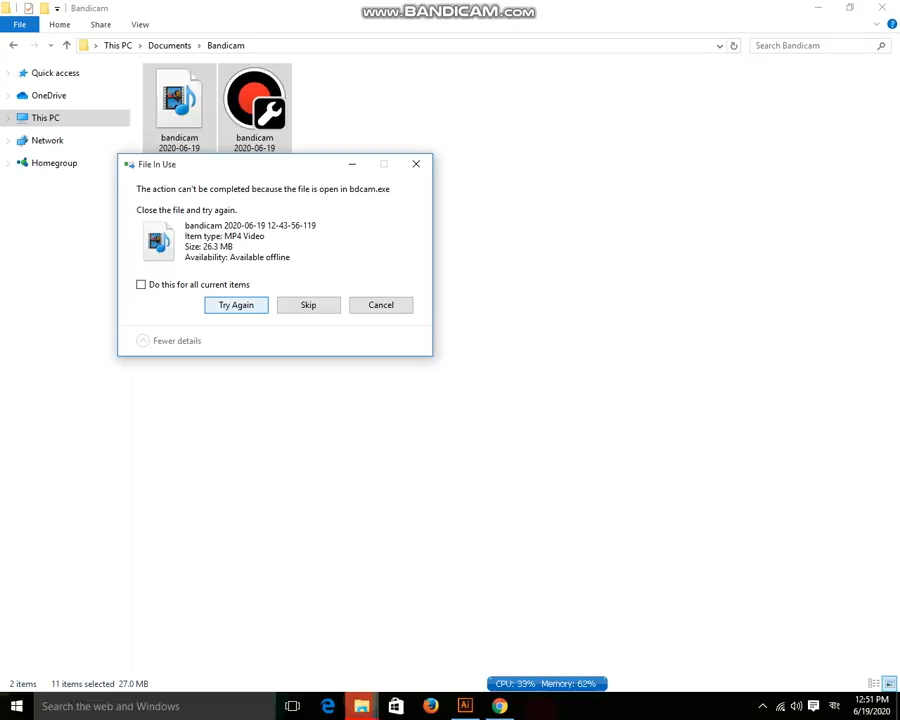 Bandicam
www.BANDICAM.com
File
Home
Share
View
This PC
Documents
Bandicam
Search Bandicam
Quick access
OneDrive
This PC
Network
Homegroup
bandicam
2020-06-19
bandicam
2020-06-19
File In Use
The action can't be completed because the file is open in bdcam.exe
Close the file and try again.
bandicam 2020-06-19 12-43-56-119
Item type: MP4 Video
Size: 26.3 MB
Availability: Available offline
Do this for all current items
Try Again
Skip
Cancel
Fewer details
2 items
11 items selected 27.0 MB
CPU: 33% Memory: 62%
Search the web and Windows
Ai
বাং
12:51 PM
6/19/2020